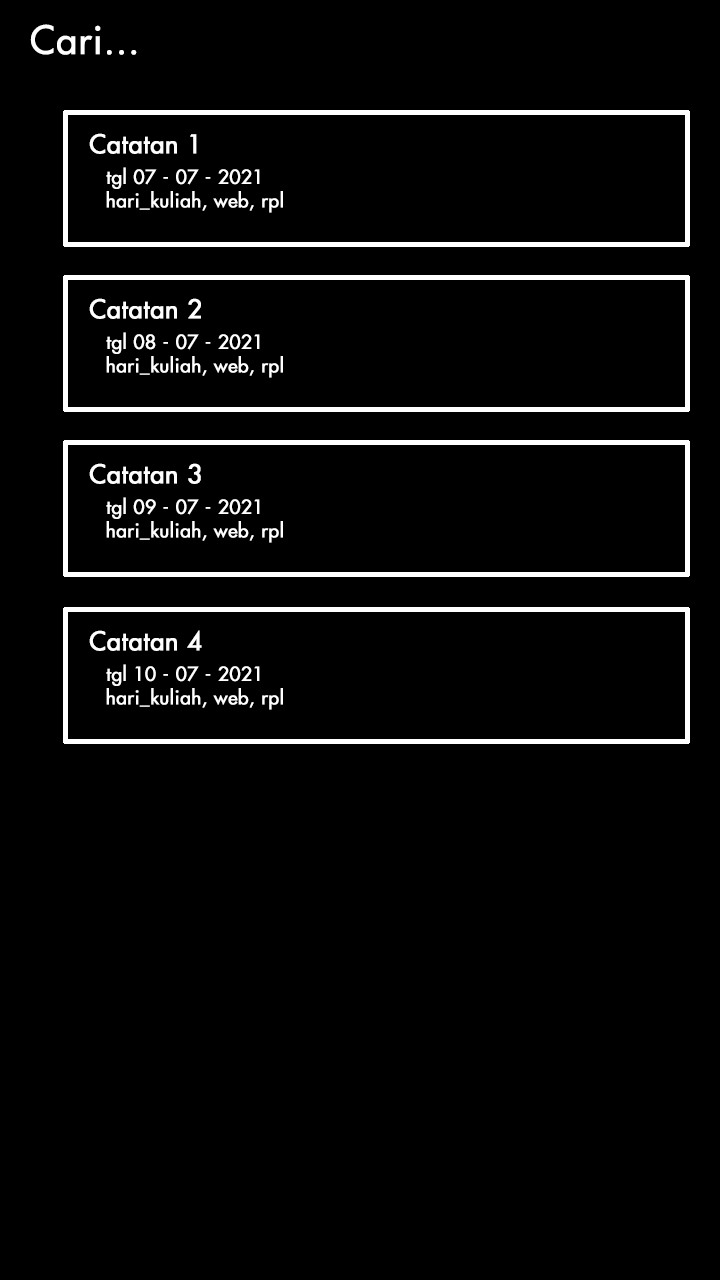 Cari...
Catatan 1
tgl 07 - 07 - 2021
hari_kuliah, web, rpl
Catatan 2
tgl 08 - 07 - 2021
hari_kuliah, web, rpl
Catatan 3
tgl 09 - 07 - 2021
hari_kuliah, web, rpl
Catatan 4
tgl 10 - 07 - 2021
hari_kuliah, web, rpl